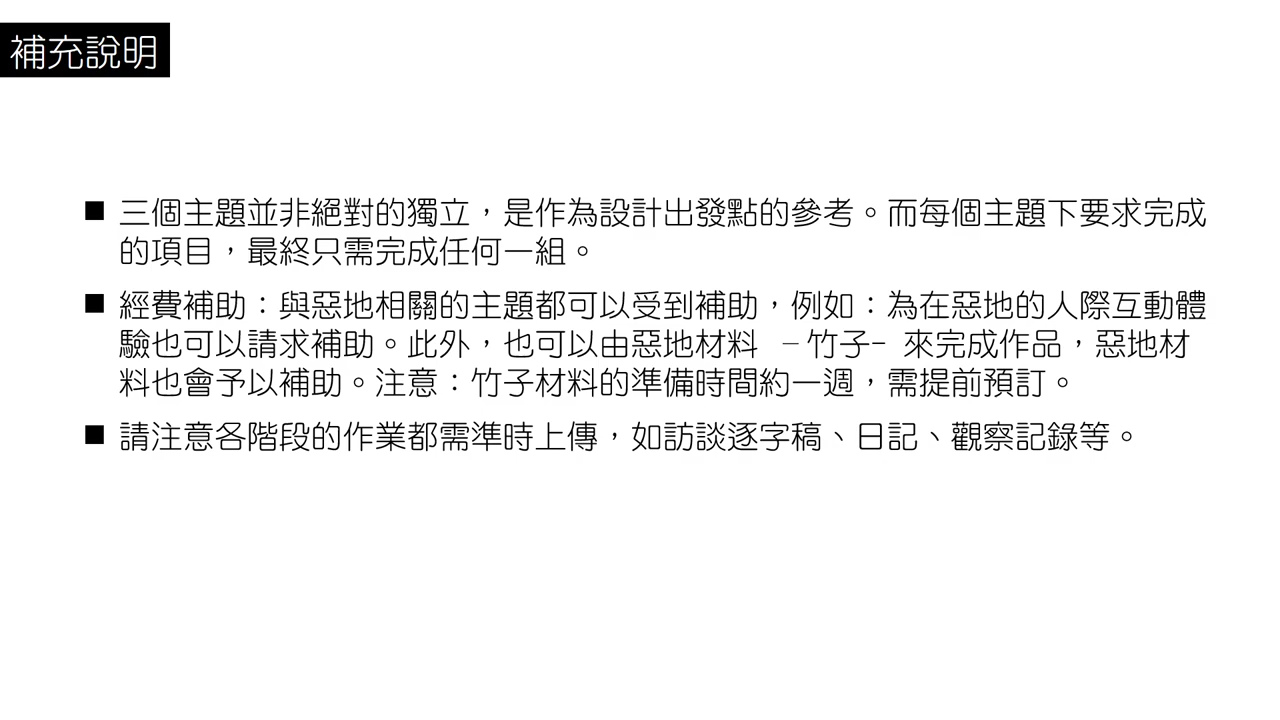 補充說明
■ 三個主題並非絕對的獨立，是作為設計出發點的參考。而每個主題下要求完成
的項目，最終只需完成任何一組。
■ 經費補助：與惡地相關的主題都可以受到補助，例如：為在惡地的人際互動體
驗也可以請求補助。此外，也可以由惡地材料 –竹子- 來完成作品，惡地材
料也會予以補助。注意：竹子材料的準備時間約一週，需提前預訂。
■ 請注意各階段的作業都需準時上傳，如訪談逐字稿、日記、觀察記錄等。